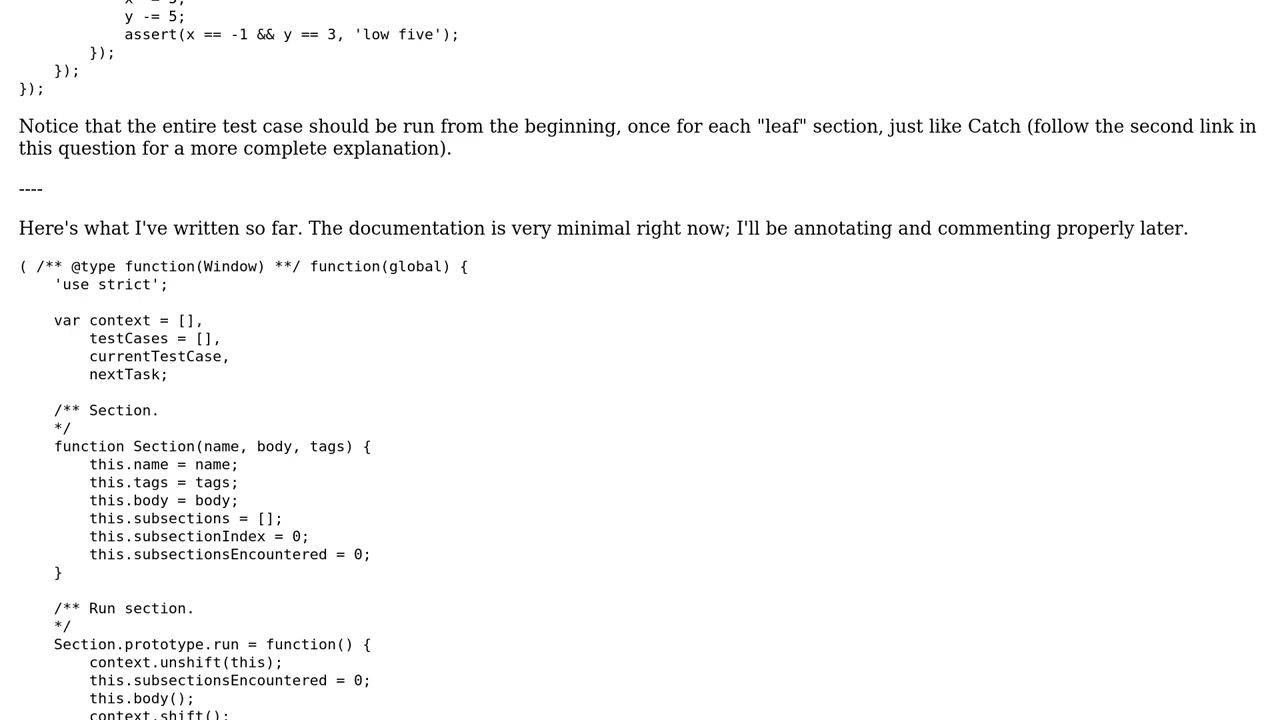 x -= 5;
y -= 5;
assert(x == -1 && y == 3, 'low five');
});
});
});
Notice that the entire test case should be run from the beginning, once for each "leaf" section, just like Catch (follow the second link in
this question for a more complete explanation).
----
Here's what I've written so far. The documentation is very minimal right now; I'll be annotating and commenting properly later.
( /** @type function(Window) **/ function(global) {
'use strict';
var context = [],
testCases = [],
currentTestCase,
nextTask;
/** Section.
*/
function Section(name, body, tags) {
this.name = name;
this.tags = tags;
this.body = body;
this.subsections = [];
this.subsectionIndex = 0;
this.subsectionsEncountered = 0;
}
/** Run section.
*/
Section.prototype.run = function() {
context.unshift(this);
this.subsectionsEncountered = 0;
this.body();
context.shift();